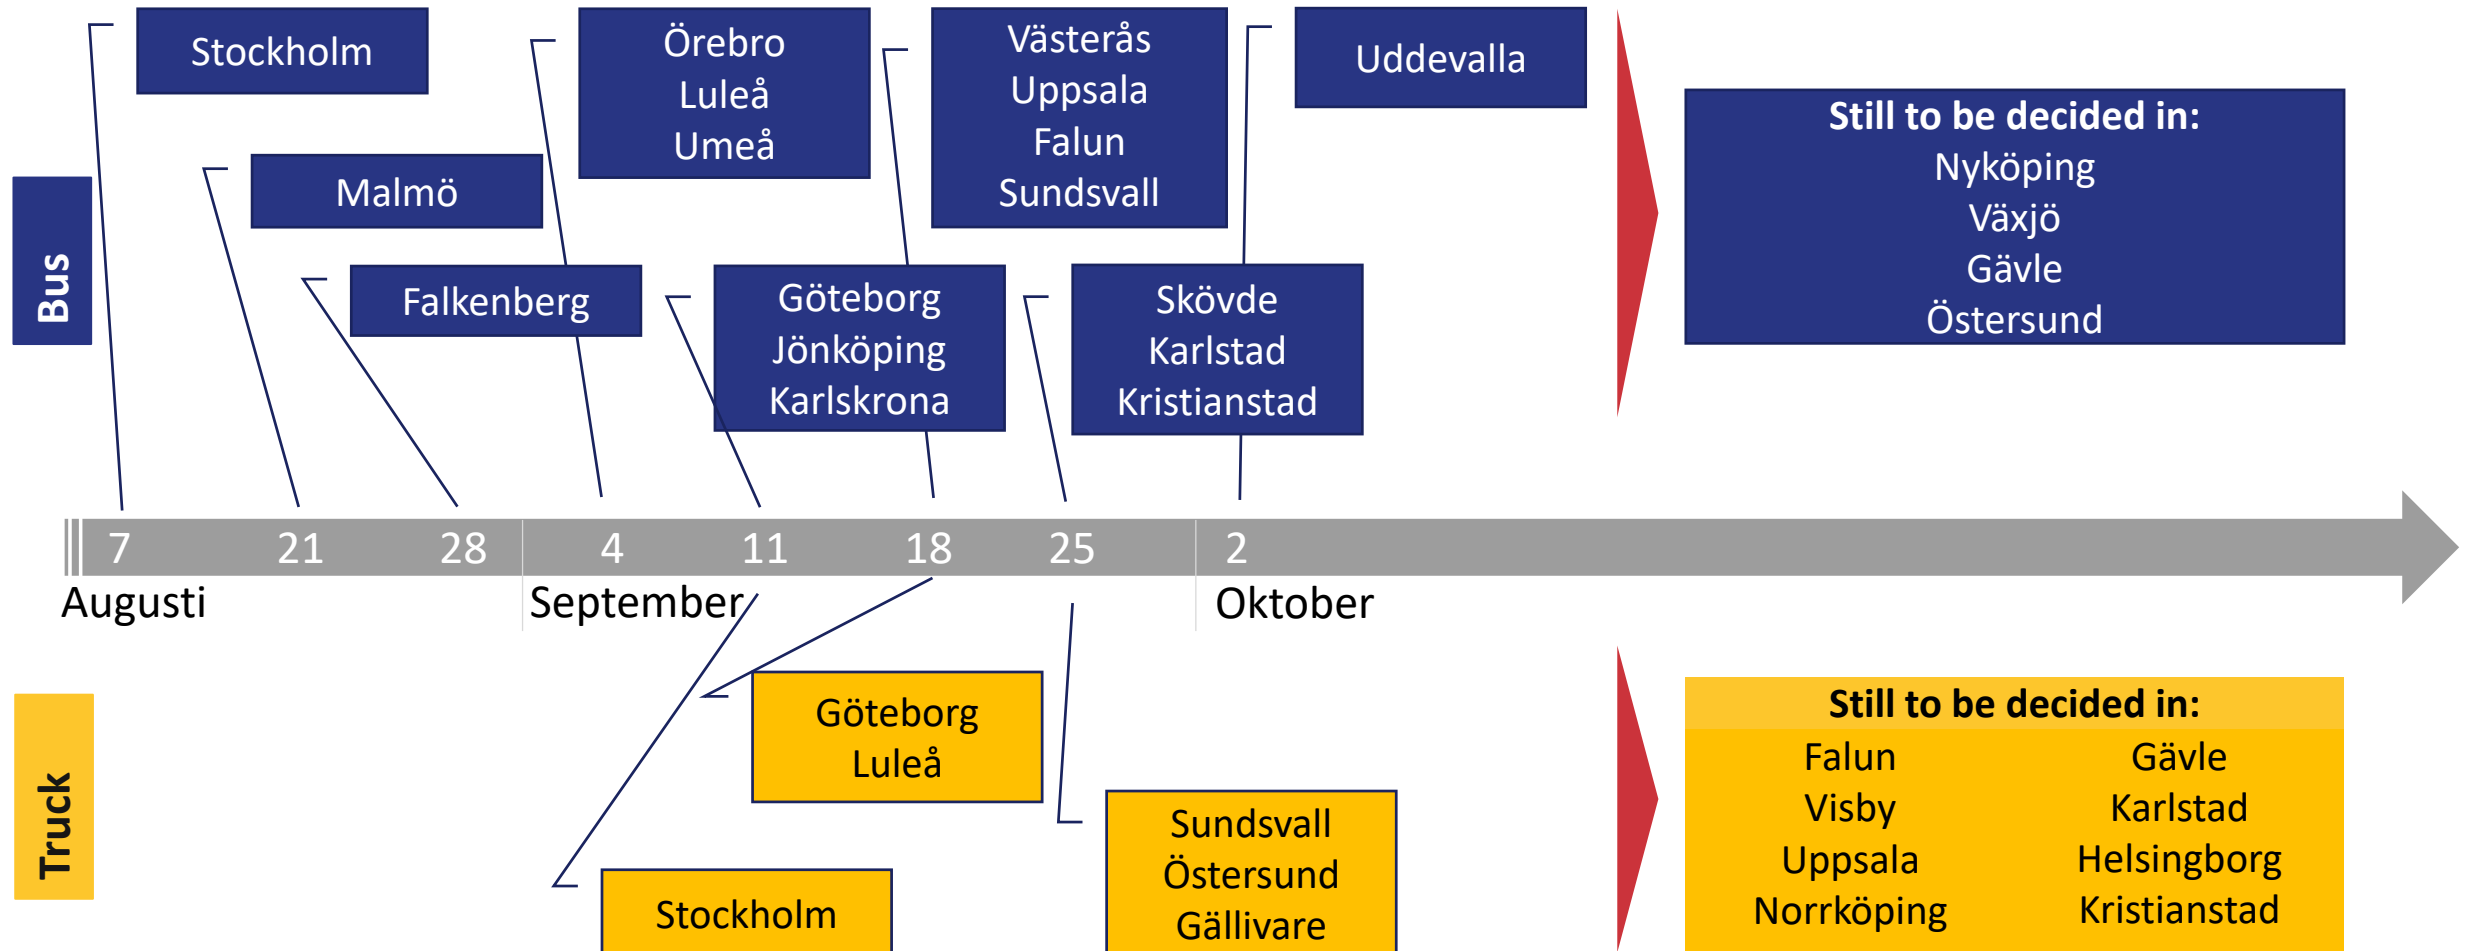 Bus
Stockholm
Malmö
Falkenberg
Örebro
Luleå
Umeå
Göteborg
Jönköping
Karlskrona
Västerås
Uppsala
Falun
Sundsvall
Skövde
Karlstad
Kristianstad
Uddevalla
Still to be decided in:
Nyköping
Växjö
Gävle
Östersund
7 21 28 4 11 18 25 2
Augusti September Oktober
Truck
Stockholm
Göteborg
Luleå
Sundsvall
Östersund
Gällivare
Still to be decided in:
Falun Gävle
Visby Karlstad
Uppsala Helsingborg
Norrköping Kristianstad